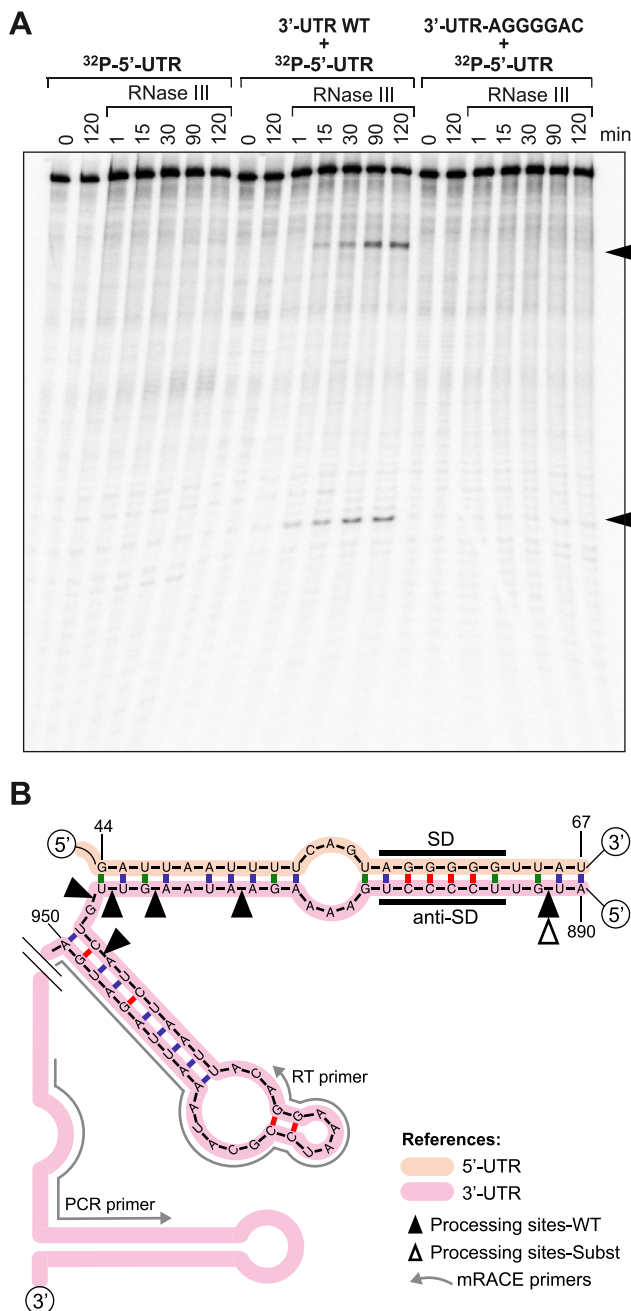 A
3'-UTR WT
+
32P-5'-UTR
3'-UTR-AGGGGAC
+
32P-5'-UTR
32P-5'-UTR
RNase III
RNase III
RNase III
0 120 1 15 30 90 120 0 120 1 15 30 90 120 0 120 1 15 30 90 120 min
B
44
SD
67
5'
GAUUAAUUUUCAGUAGGGGGUUAU
3'
GUCCCCUUGUA
5'
anti-SD
890
950
RT primer
PCR primer
3'
References:
5'-UTR
3'-UTR
Processing sites-WT
Processing sites-Subst
mRACE primers